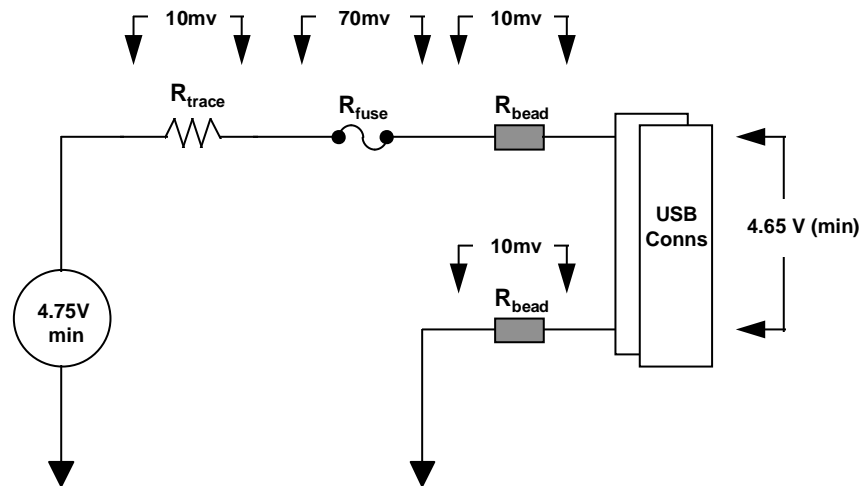 10mv 70mv 10mv
Rtrace Rfuse Rbead
USB
Conns
4.65 V (min)
10mv
Rbead
4.75V
min